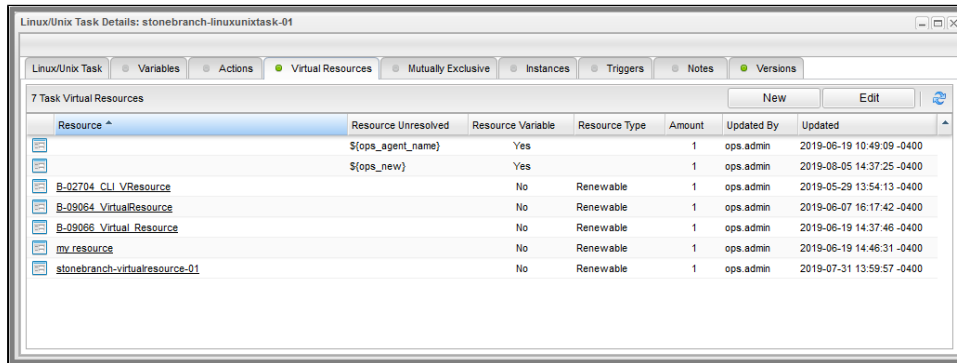 Linux/Unix Task Details: stonebranch-linuxunixtask-01
Linux/Unix Task Variables Actions Virtual Resources Mutually Exclusive Instances Triggers Notes Versions
7 Task Virtual Resources New Edit
Resource Resource Unresolved Resource Variable Resource Type Amount Updated By Updated
${ops_agent_name} Yes 1 ops.admin 2019-06-19 10:49:09 -0400
${ops_new} Yes 1 ops.admin 2019-08-05 14:37:25 -0400
B-02704_CLI_VResource No Renewable 1 ops.admin 2019-05-29 13:54:13 -0400
B-09064_VirtualResource No Renewable 1 ops.admin 2019-06-07 16:17:42 -0400
B-09066_Virtual_Resource No Renewable 1 ops.admin 2019-06-19 14:37:46 -0400
my resource No Renewable 1 ops.admin 2019-06-19 14:46:31 -0400
stonebranch-virtualresource-01 No Renewable 1 ops.admin 2019-07-31 13:59:57 -0400